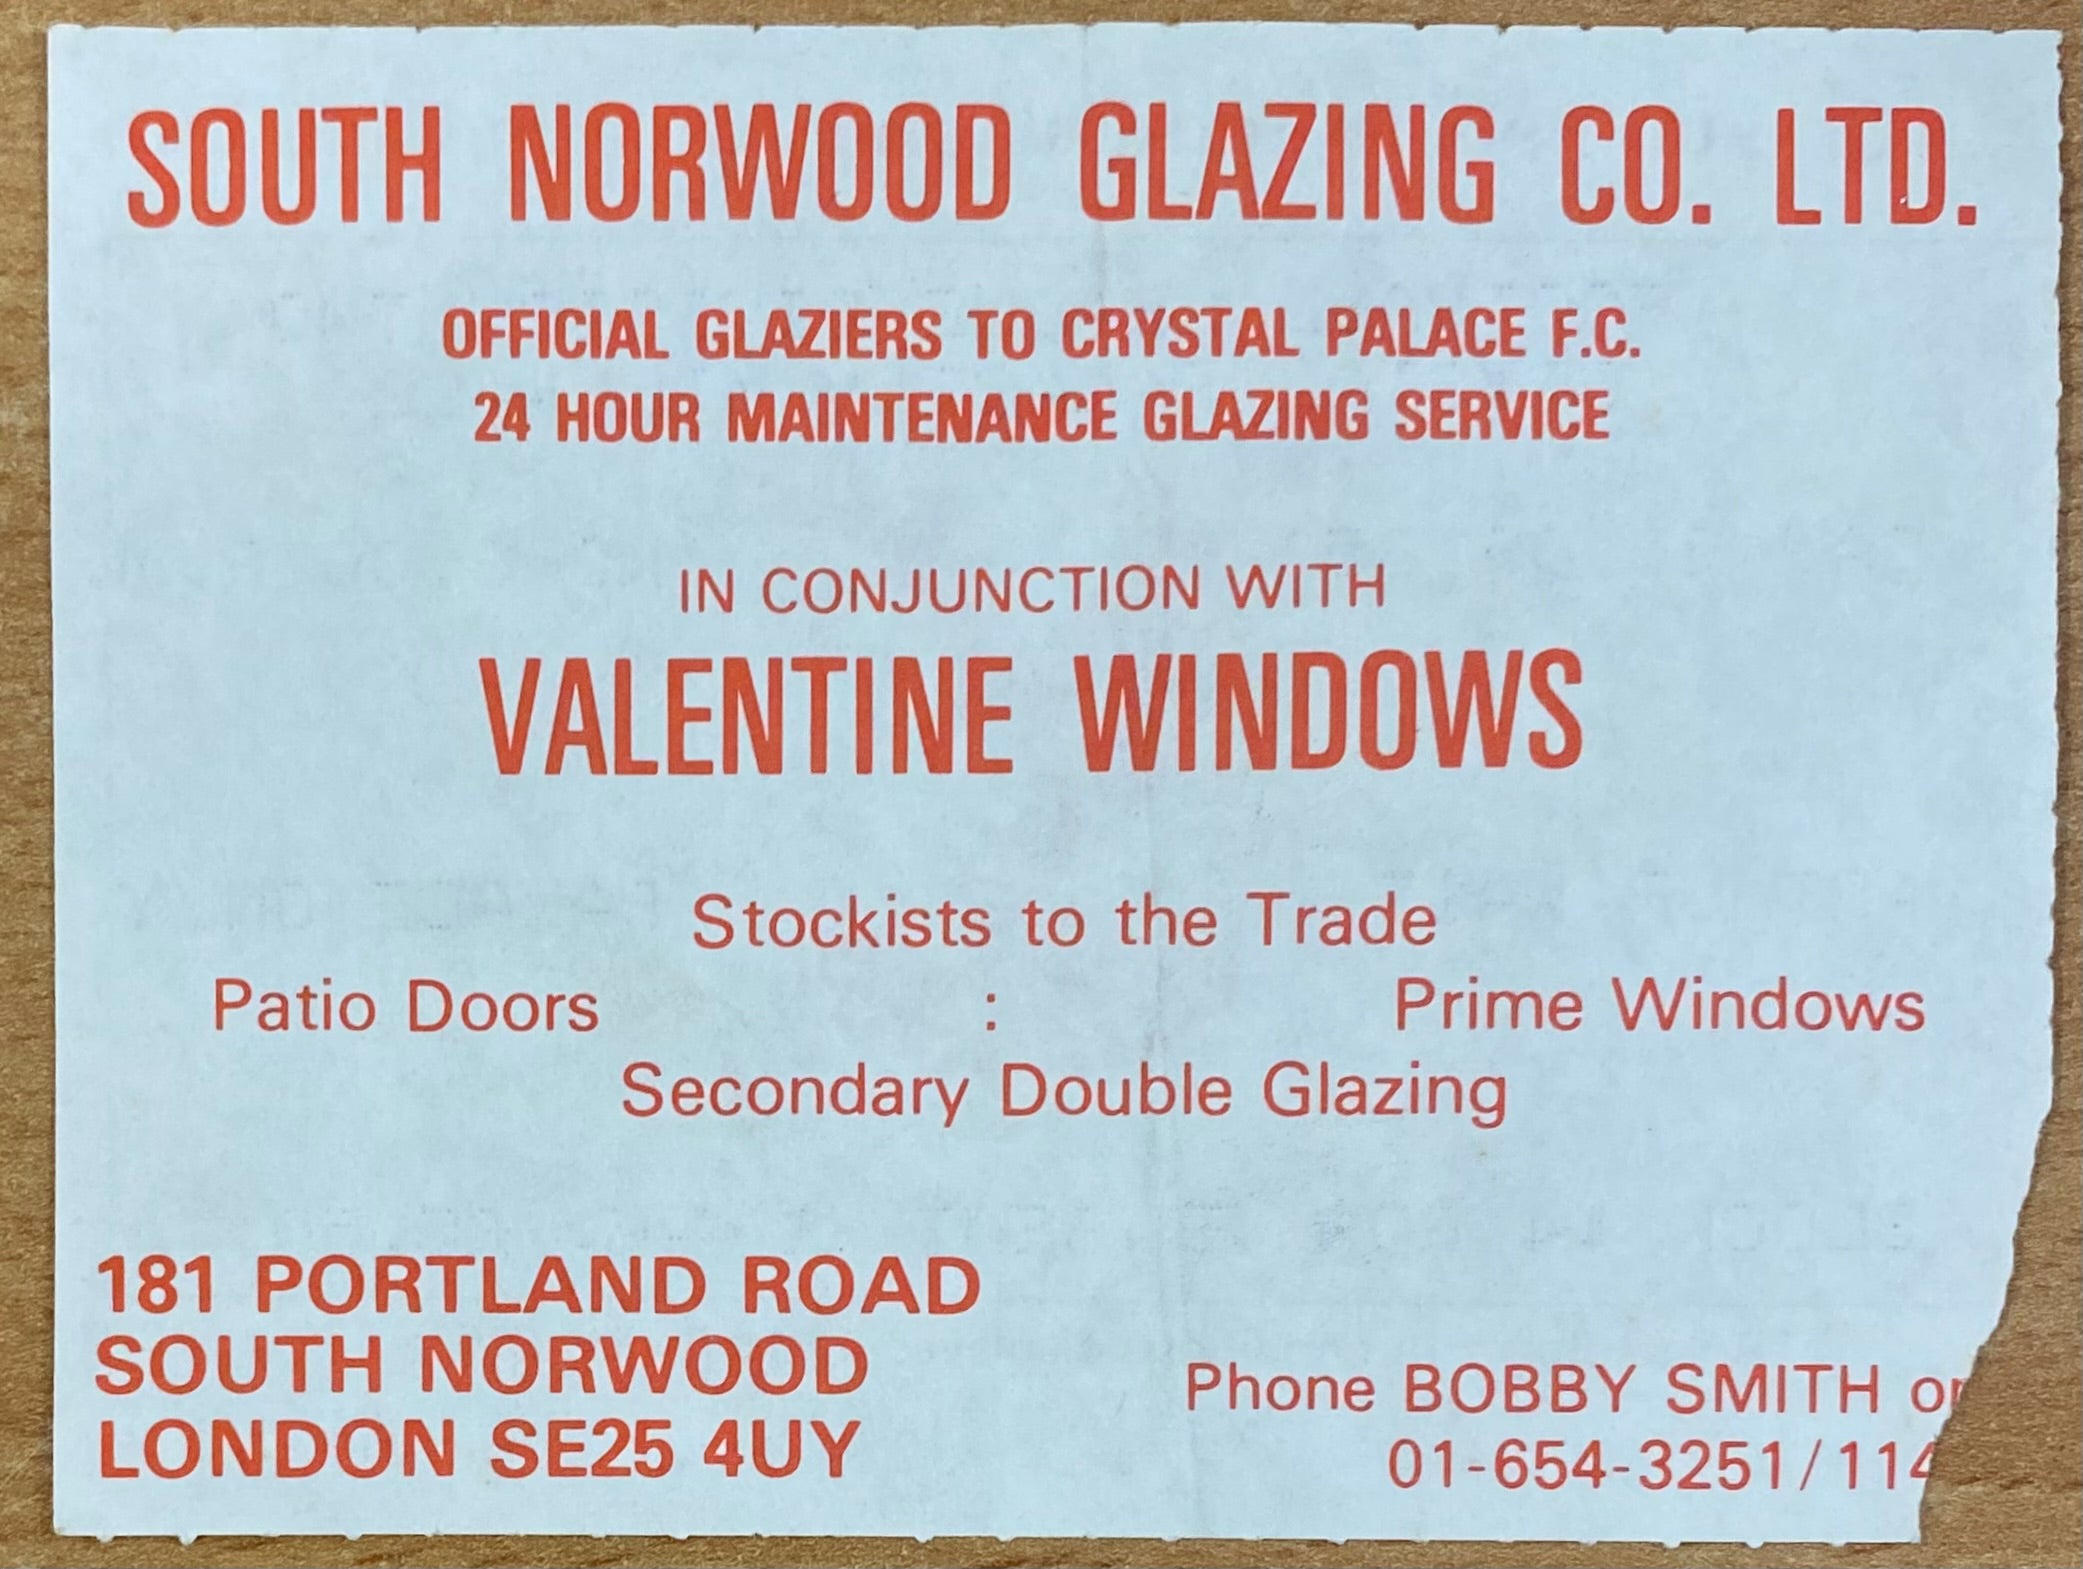 SOUTH NORWOOD GLAZING CO. LTD.
OFFICIAL GLAZIERS TO CRYSTAL PALACE F.C.
24 HOUR MAINTENANCE GLAZING SERVICE
IN CONJUNCTION WITH
VALENTINE WINDOWS
Stockists to the Trade
Patio Doors : Prime Windows
Secondary Double Glazing
181 PORTLAND ROAD
SOUTH NORWOOD
LONDON SE25 4UY
Phone BOBBY SMITH on
01-654-3251/114